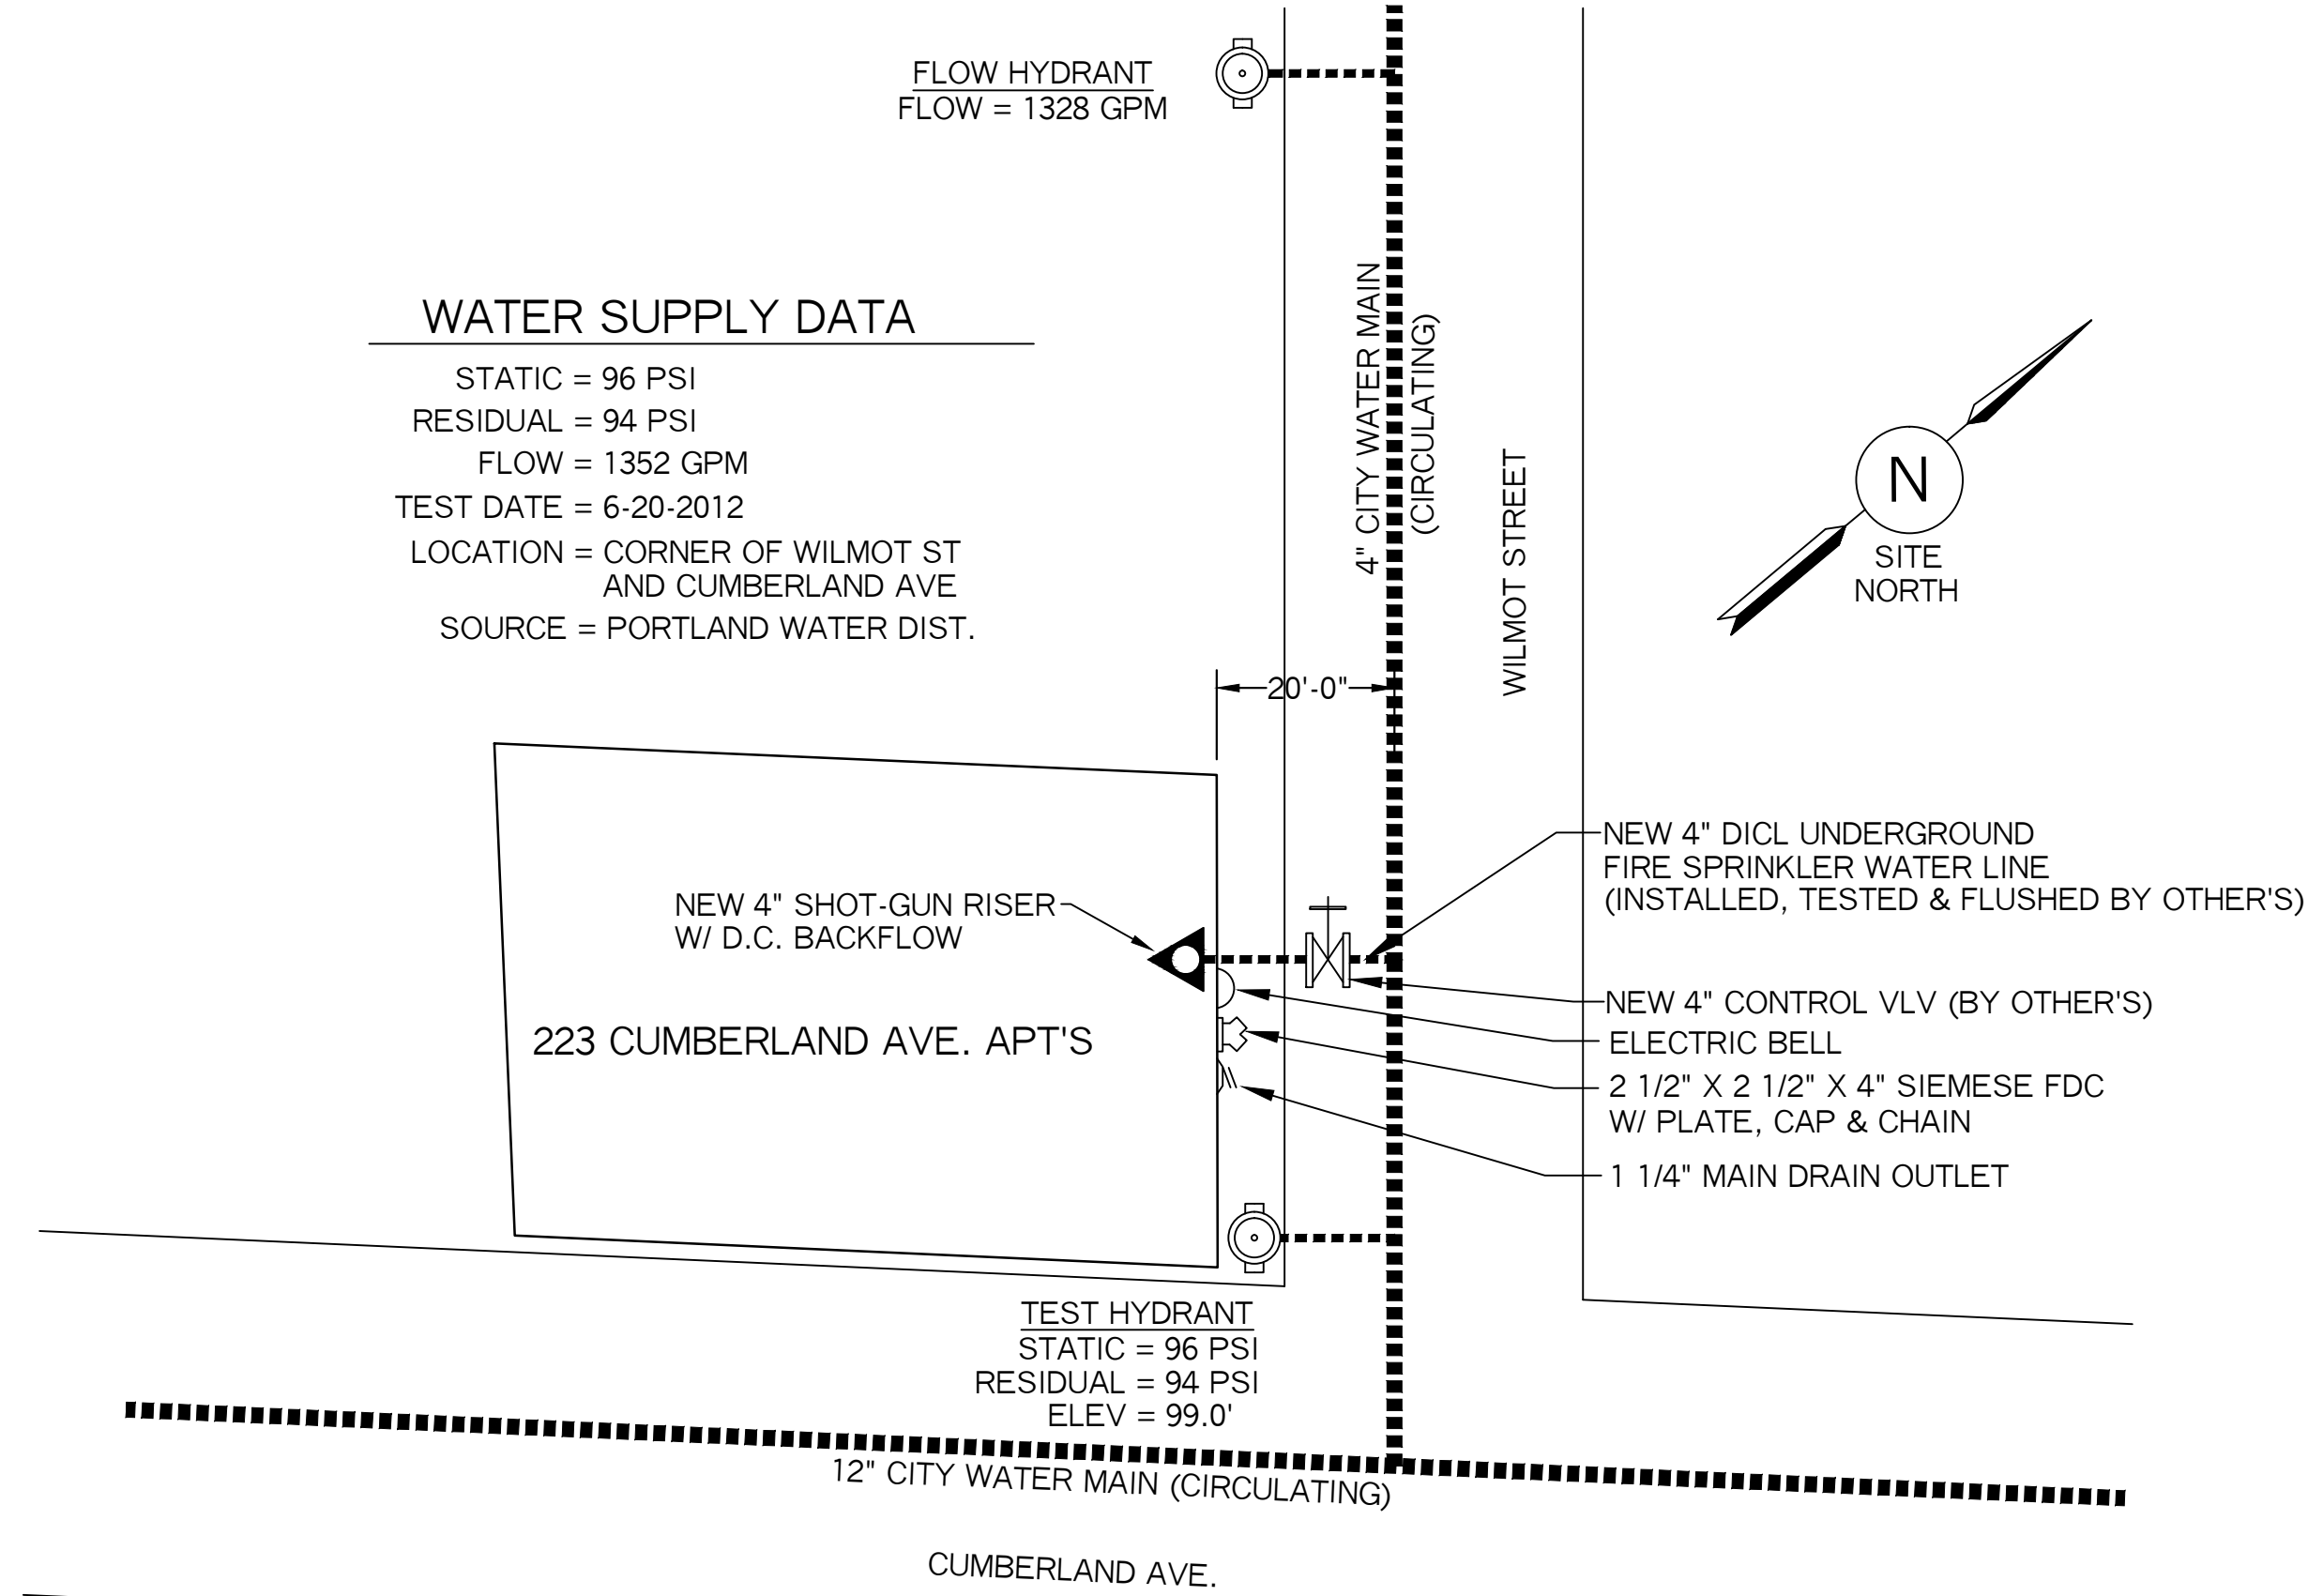 FLOW HYDRANT
FLOW = 1328 GPM
WATER SUPPLY DATA
STATIC = 96 PSI
RESIDUAL = 94 PSI
FLOW = 1352 GPM
TEST DATE = 6-20-2012
LOCATION = CORNER OF WILMOT ST
AND CUMBERLAND AVE
SOURCE = PORTLAND WATER DIST.
4" CITY WATER MAIN
(CIRCULATING)
WILMOT STREET
N
SITE
NORTH
20'-0"
NEW 4" DICL UNDERGROUND
FIRE SPRINKLER WATER LINE
(INSTALLED, TESTED & FLUSHED BY OTHER'S)
NEW 4" SHOT-GUN RISER
W/ D.C. BACKFLOW
223 CUMBERLAND AVE. APT'S
NEW 4" CONTROL VLV (BY OTHER'S)
ELECTRIC BELL
2 1/2" X 2 1/2" X 4" SIEMESE FDC
W/ PLATE, CAP & CHAIN
1 1/4" MAIN DRAIN OUTLET
TEST HYDRANT
STATIC = 96 PSI
RESIDUAL = 94 PSI
ELEV = 99.0'
12" CITY WATER MAIN (CIRCULATING)
CUMBERLAND AVE.